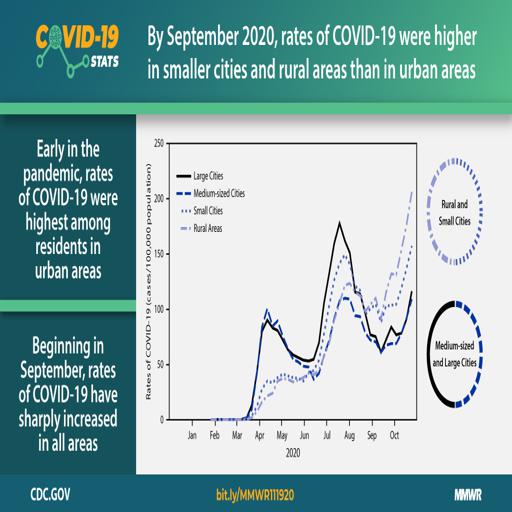 COVID-19
STATS
By September 2020, rates of COVID-19 were higher
in smaller cities and rural areas than in urban areas
Early in the
pandemic, rates
of COVID-19 were
highest among
residents in
urban areas
Beginning in
September, rates
of COVID-19 have
sharply increased
in all areas
Rates of COVID-19 (cases/100,000 population)
250
200
150
100
50
0
Large Cities
Medium-sized Cities
Small Cities
Rural Areas
Jan Feb Mar Apr May Jun Jul Aug Sep Oct
2020
Rural and
Small Cities
Medium-sized
and Large Cities
CDC.GOV
bit.ly/MMWR111920
MMWR